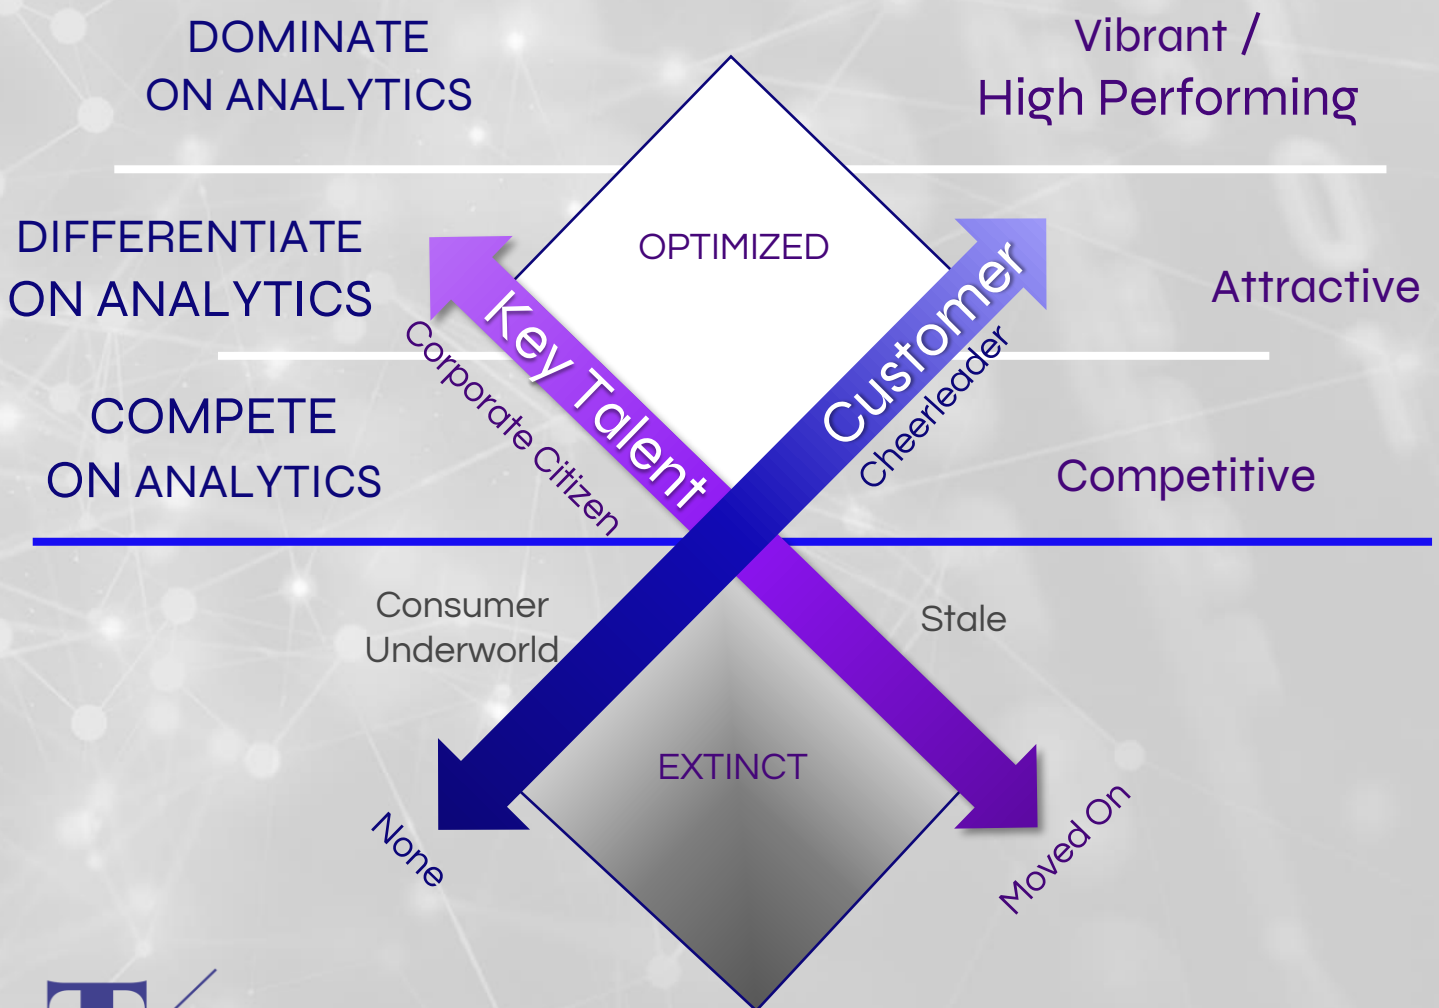 DOMINATE
ON ANALYTICS
Vibrant /
High Performing
DIFFERENTIATE
ON ANALYTICS
OPTIMIZED
Attractive
Key Talent
Corporate Citizen
Customer
Cheerleader
COMPETE
ON ANALYTICS
Competitive
Consumer
Underworld
Stale
EXTINCT
None
Moved On
T